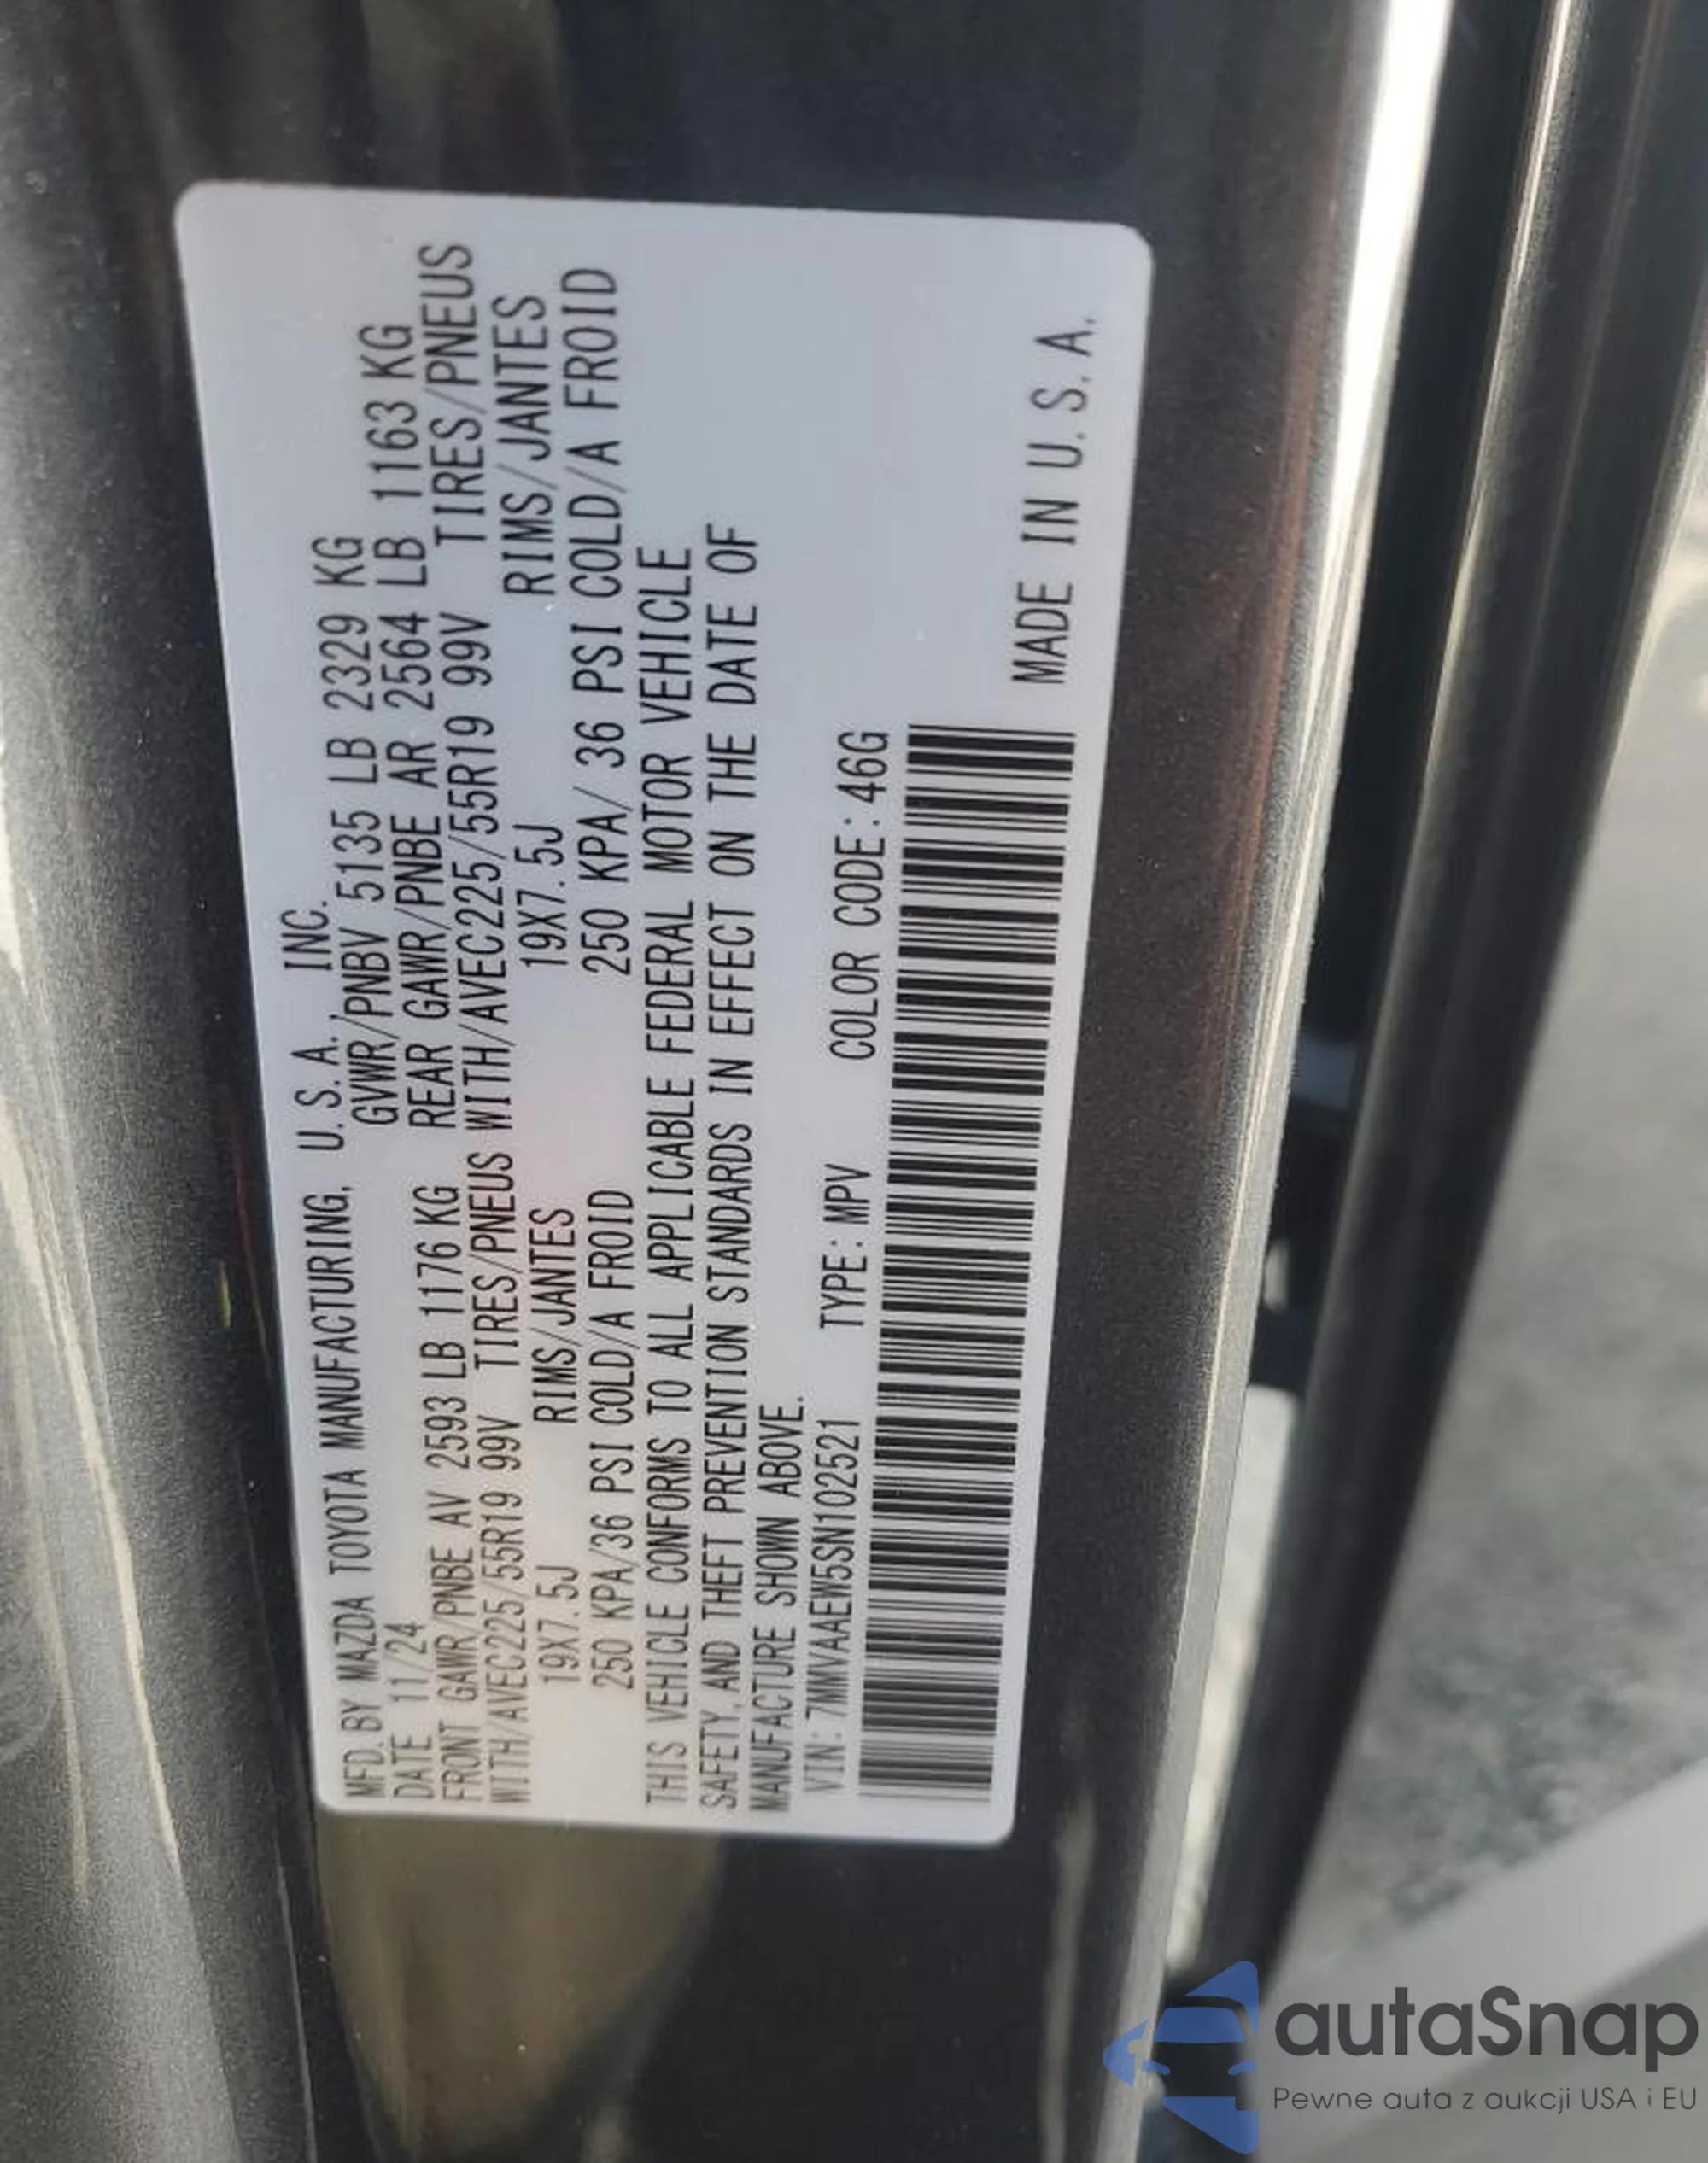 MFD. BY MAZDA TOYOTA MANUFACTURING, U.S.A., INC.
DATE 11/24 GVWR/PNBV 5135 LB 2329 KG
FRONT GAWR/PNBE AV 2593 LB 1176 KG REAR GAWR/PNBE AR 2564 LB 1163 KG
WITH/AVEC225/55R19 99V TIRES/PNEUS WITH/AVEC225/55R19 99V TIRES/PNEUS
19X7.5J RIMS/JANTES 19X7.5J RIMS/JANTES
250 KPA/36 PSI COLD/A FROID 250 KPA/ 36 PSI COLD/A FROID
THIS VEHICLE CONFORMS TO ALL APPLICABLE FEDERAL MOTOR VEHICLE
SAFETY, AND THEFT PREVENTION STANDARDS IN EFFECT ON THE DATE OF
MANUFACTURE SHOWN ABOVE.
VIN: 7MMVAAEW5SN102521 TYPE: MPV COLOR CODE: 46G
MADE IN U.S.A.
autaSnap
Pewne auta z aukcji USA i EU